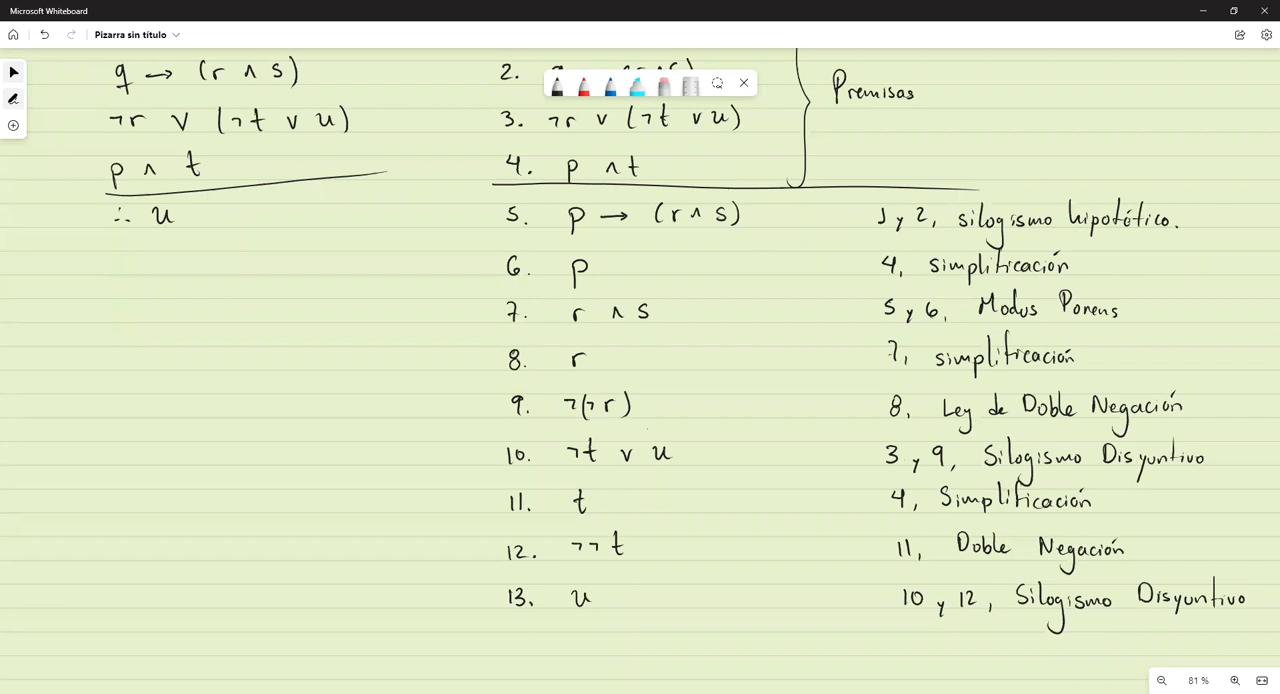 Microsoft Whiteboard
Pizarra sin título
q → (r ∧ s)
¬r ∨ (¬t ∨ u)
p ∧ t
∴ u
2.
3. ¬r ∨ (¬t ∨ u)
4. p ∧ t
Premisas
5. p → (r ∧ s) 1 y 2, silogismo hipotético.
6. p 4, simplificación
7. r ∧ s 5 y 6, Modus Ponens
8. r 7, simplificación
9. ¬(¬r) 8, Ley de Doble Negación
10. ¬t ∨ u 3 y 9, Silogismo Disyuntivo
11. t 4, Simplificación
12. ¬¬t 11, Doble Negación
13. u 10 y 12, Silogismo Disyuntivo
81 %